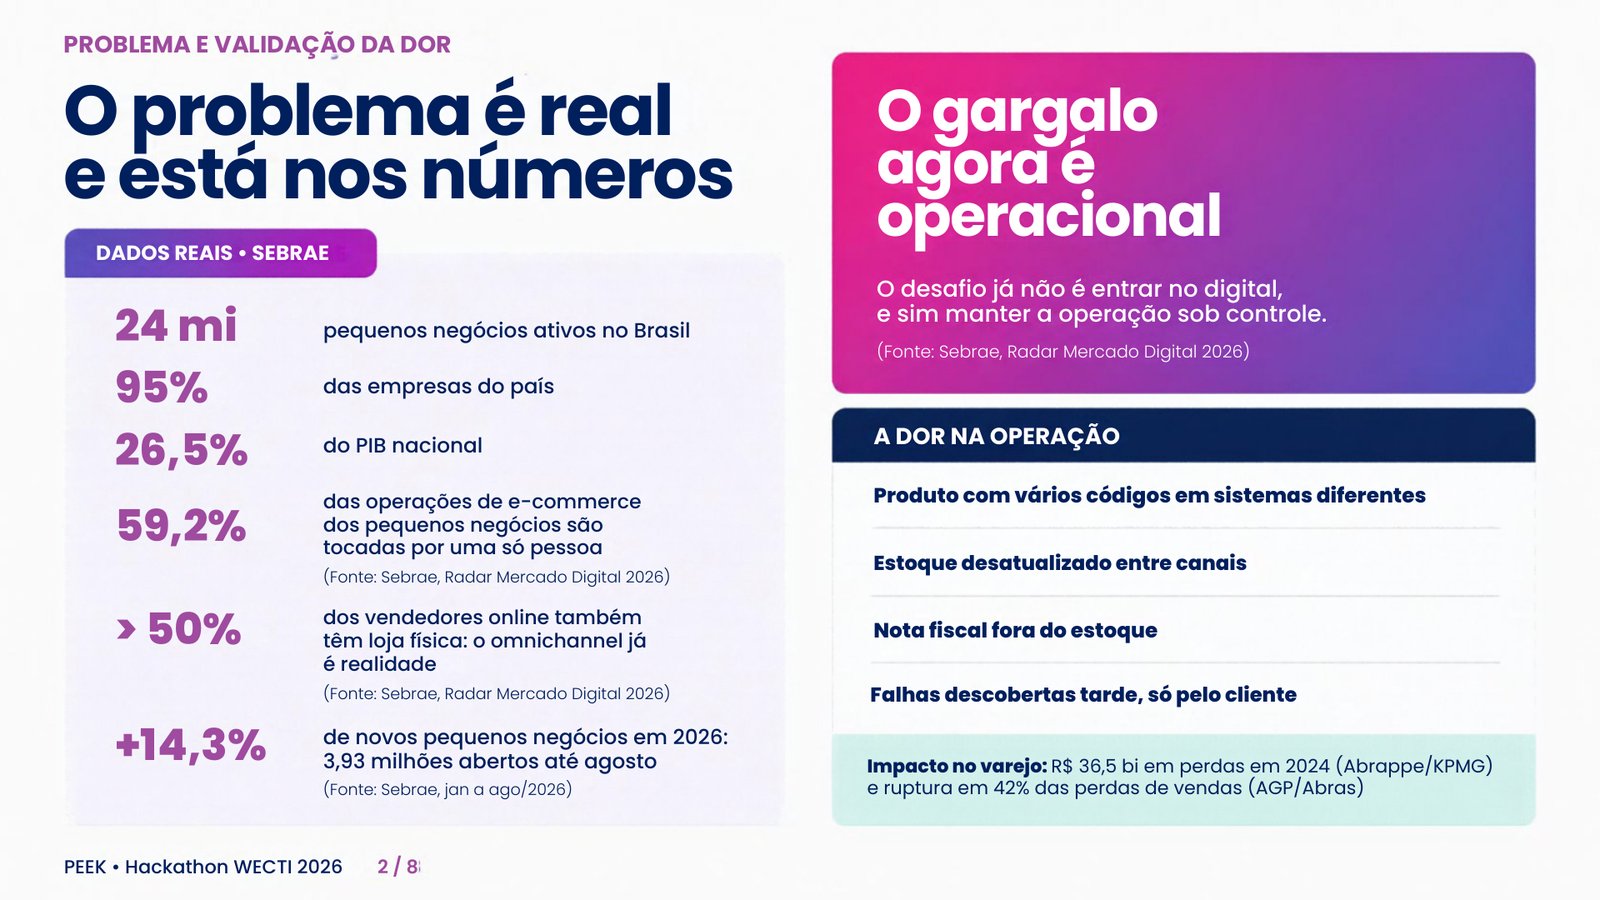 PROBLEMA E VALIDAÇÃO DA DOR
O problema é real
e está nos números
DADOS REAIS • SEBRAE
24 mi
pequenos negócios ativos no Brasil
95%
das empresas do país
26,5%
do PIB nacional
59,2%
das operações de e-commerce
dos pequenos negócios são
tocadas por uma só pessoa
(Fonte: Sebrae, Radar Mercado Digital 2026)
> 50%
dos vendedores online também
têm loja física: o omnichannel já
é realidade
(Fonte: Sebrae, Radar Mercado Digital 2026)
+14,3%
de novos pequenos negócios em 2026:
3,93 milhões abertos até agosto
(Fonte: Sebrae, jan a ago/2026)
O gargalo
agora é
operacional
O desafio já não é entrar no digital,
e sim manter a operação sob controle.
(Fonte: Sebrae, Radar Mercado Digital 2026)
A DOR NA OPERAÇÃO
Produto com vários códigos em sistemas diferentes
Estoque desatualizado entre canais
Nota fiscal fora do estoque
Falhas descobertas tarde, só pelo cliente
Impacto no varejo: R$ 36,5 bi em perdas em 2024 (Abrappe/KPMG)
e ruptura em 42% das perdas de vendas (AGP/Abras)
PEEK • Hackathon WECTI 2026
2 / 8